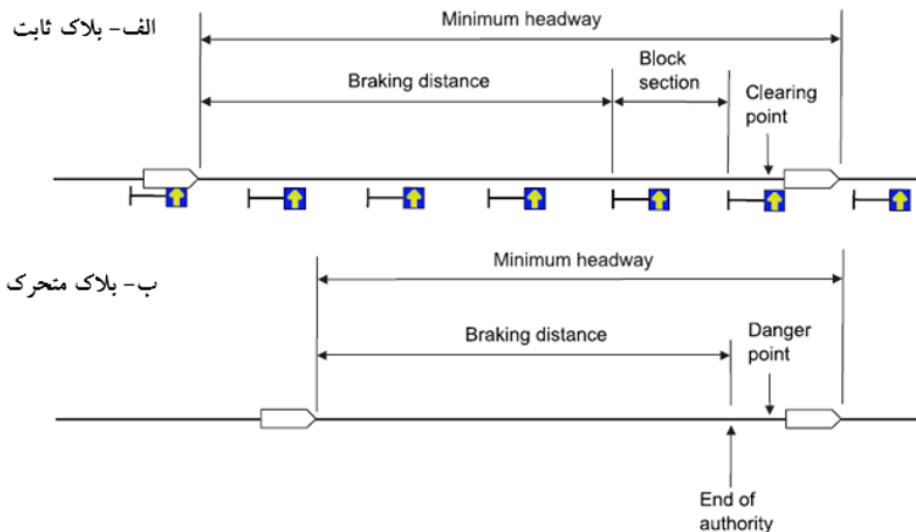 Minimum headway
الف- بلاک ثابت
Braking distance
Block
section
Clearing
point
Minimum headway
ب- بلاک متحرک
Braking distance
Danger
point
End of
authority